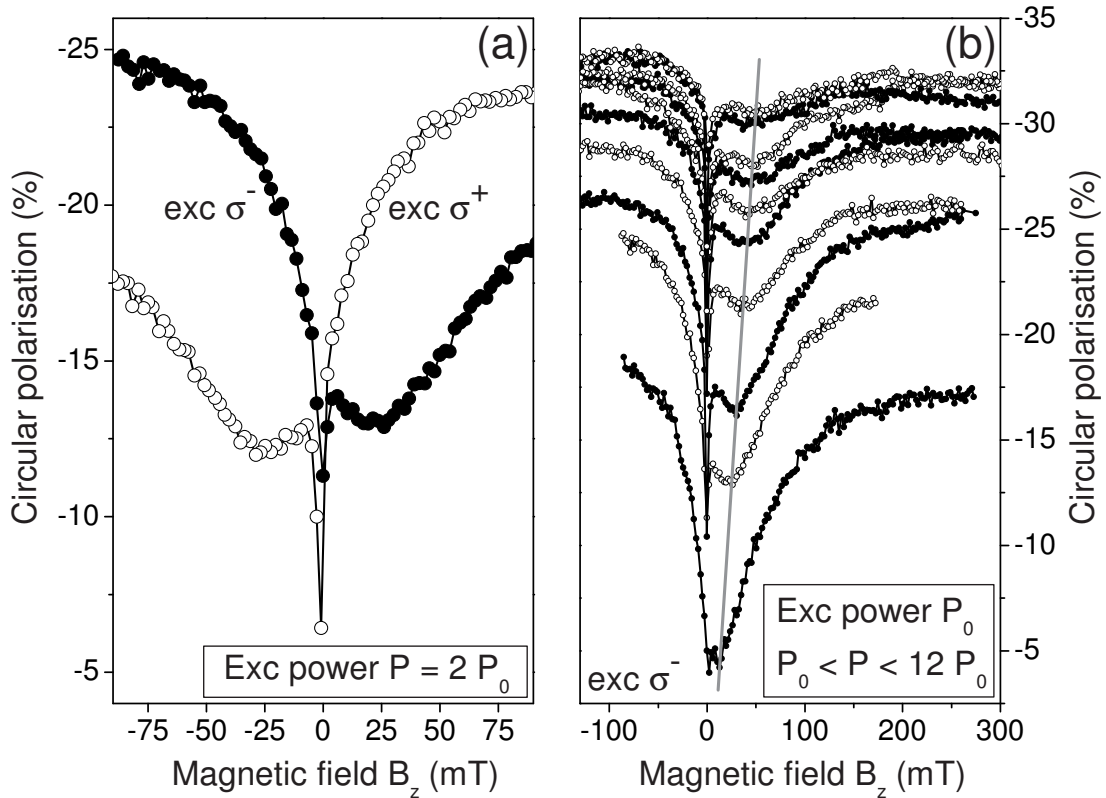 (a)
-25
-20
-15
-10
-5
Circular polarisation (%)
exc σ⁻
exc σ⁺
Exc power P = 2 P₀
-75 -50 -25 0 25 50 75
Magnetic field B_z (mT)
(b)
-35
-30
-25
-20
-15
-10
-5
Circular polarisation (%)
exc σ⁻
Exc power P₀
P₀ < P < 12 P₀
-100 0 100 200 300
Magnetic field B_z (mT)